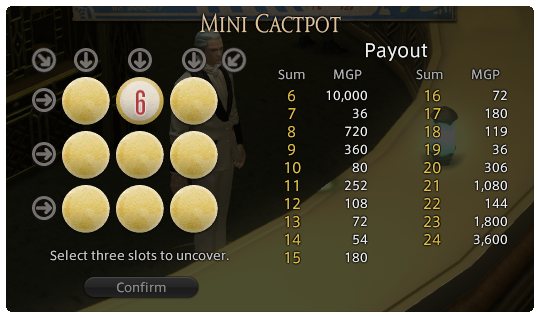 MINI CACTPOT
Payout
Sum MGP Sum MGP
6 10,000 16 72
7 36 17 180
8 720 18 119
9 360 19 36
10 80 20 306
11 252 21 1,080
12 108 22 144
13 72 23 1,800
14 54 24 3,600
15 180
6
Select three slots to uncover.
Confirm